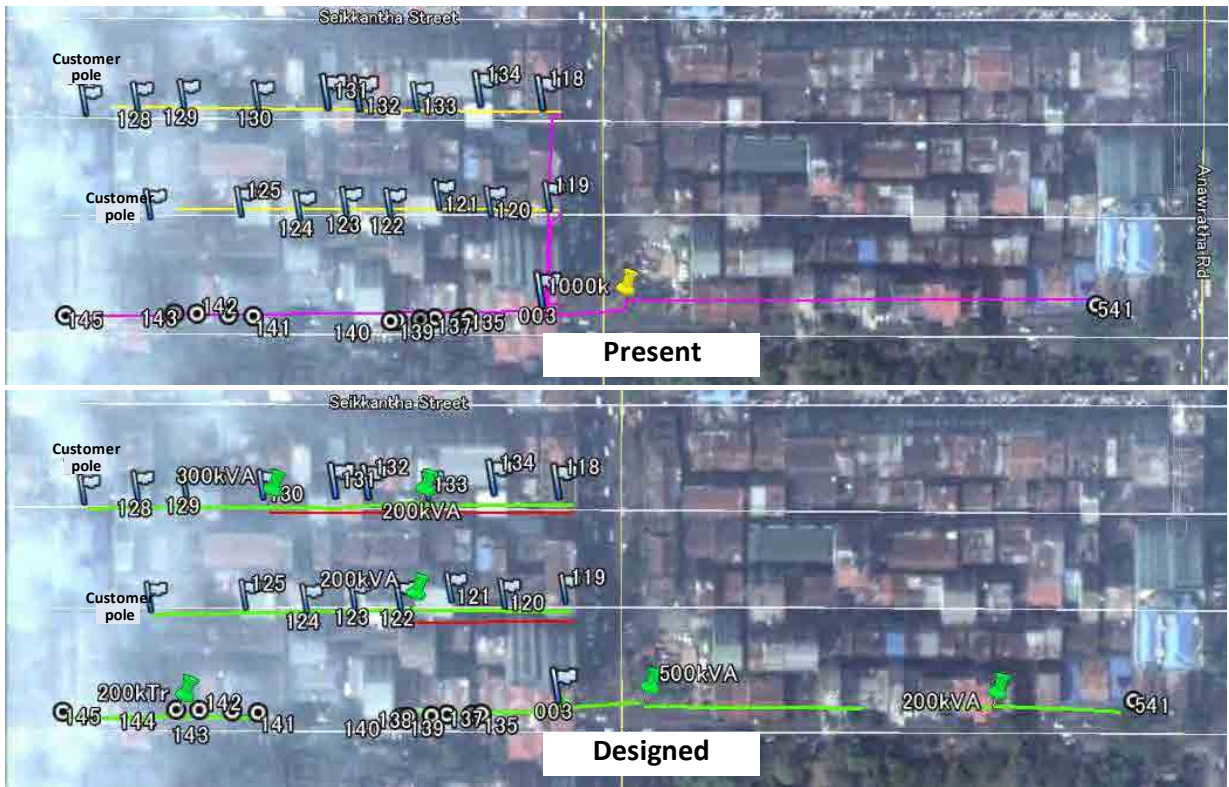 Seikkantha Street
Customer
pole
128
129
130
131
132
133
134
118
Customer
pole
125
124
123
122
121
120
119
Anawratha Rd
1000k
145
143
142
141
140
139
137
135
003
541
Present
Seikkantha Street
Customer
pole
128
129
300kVA
130
131
132
133
200kVA
134
118
Customer
pole
125
124
200kVA
123
122
121
120
119
200kTr
145
144
143
142
141
140
138
139
137
135
003
500kVA
200kVA
541
Designed